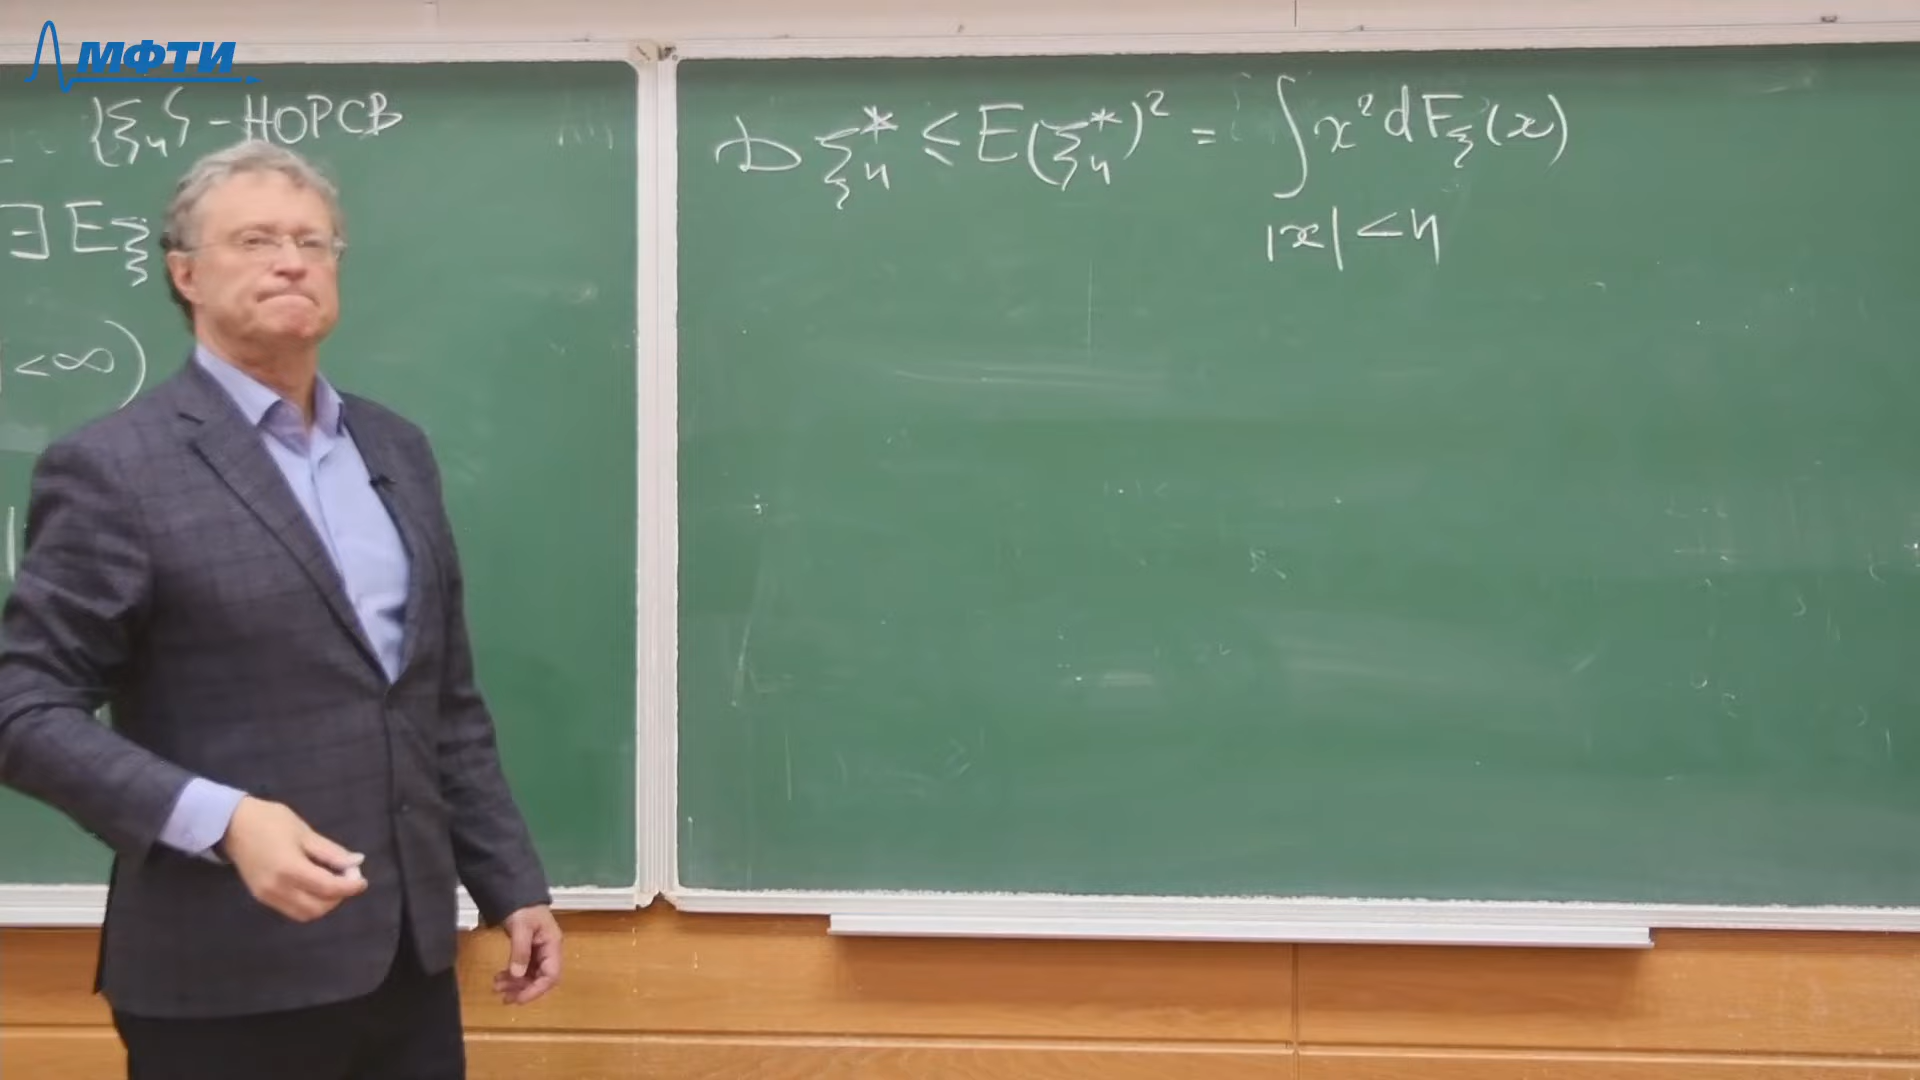 МФТИ
{ξₙ} - НОРСВ
∃ Eξ
< ∞)
Dξₙ* ≤ E(ξₙ*)² = ∫ x² dF_ξ(x)
|x| < n